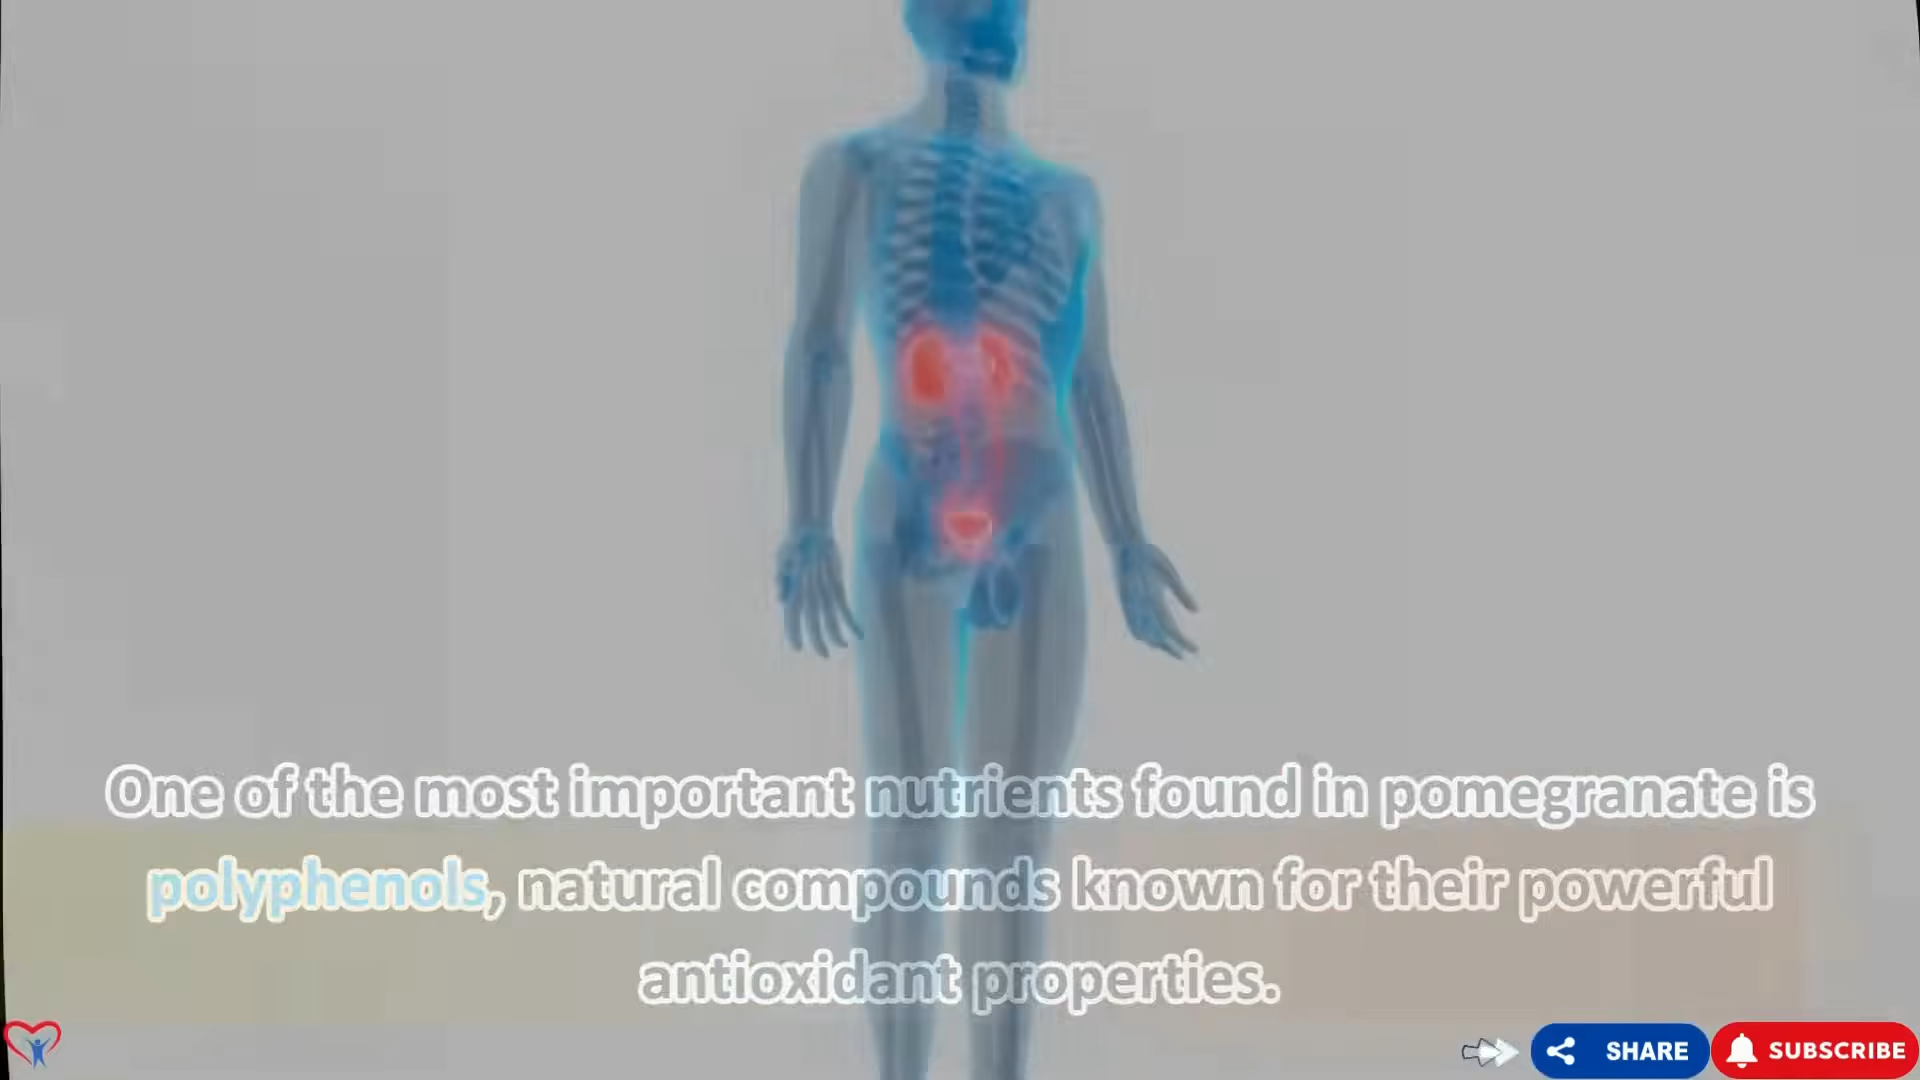 One of the most important nutrients found in pomegranate is
polyphenols, natural compounds known for their powerful
antioxidant properties.
SHARE
SUBSCRIBE